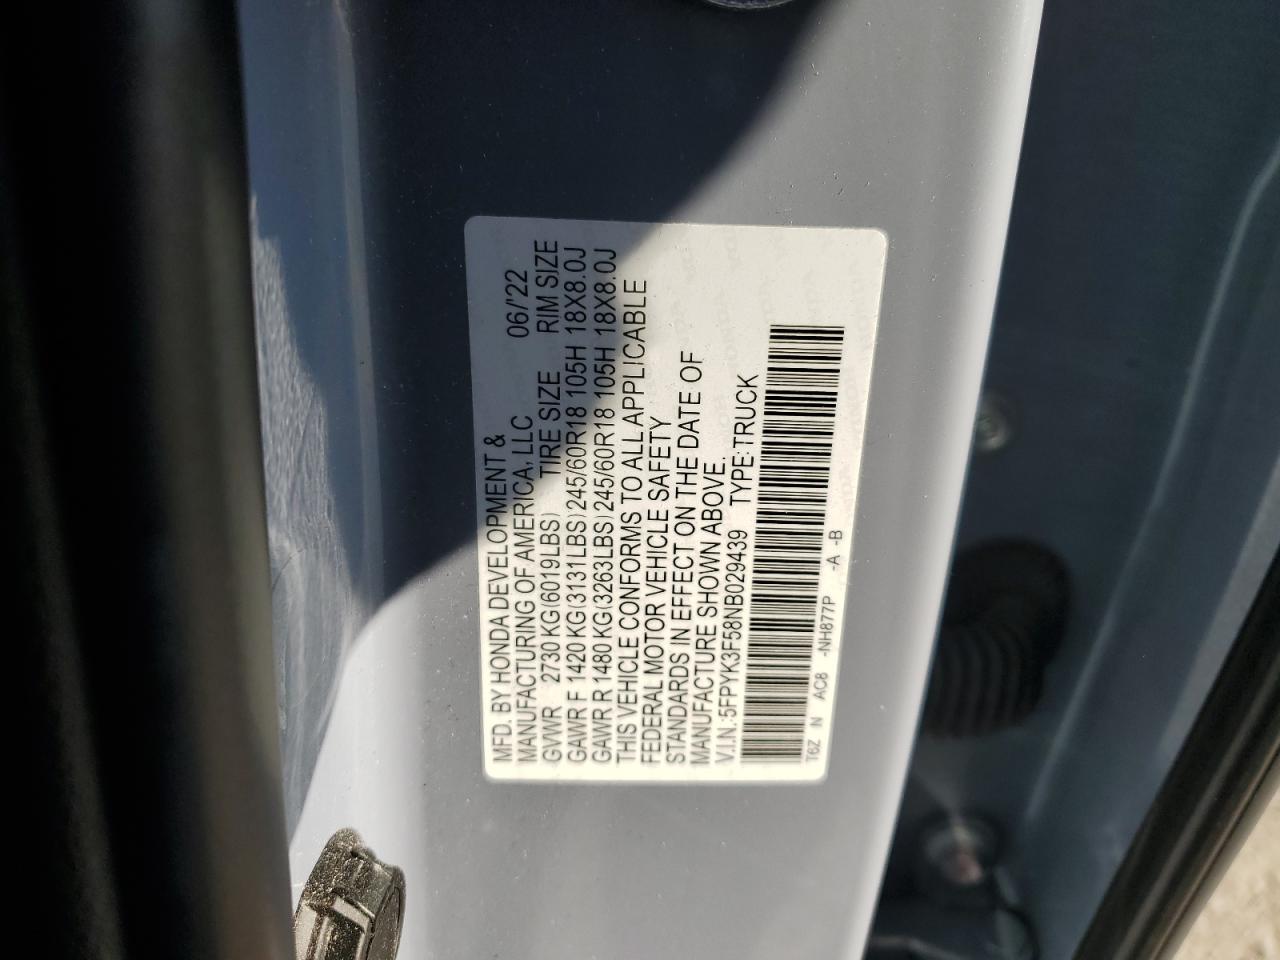 MFD. BY HONDA DEVELOPMENT &
MANUFACTURING OF AMERICA, LLC 06/'22
GVWR 2730 KG(6019LBS) TIRE SIZE RIM SIZE
GAWR F 1420 KG(3131LBS) 245/60R18 105H 18X8.0J
GAWR R 1480 KG(3263LBS) 245/60R18 105H 18X8.0J
THIS VEHICLE CONFORMS TO ALL APPLICABLE
FEDERAL MOTOR VEHICLE SAFETY
STANDARDS IN EFFECT ON THE DATE OF
MANUFACTURE SHOWN ABOVE.
V.I.N.:5FPYK3F58NB029439 TYPE:TRUCK
T6Z N AC8 -NH877P -A -B